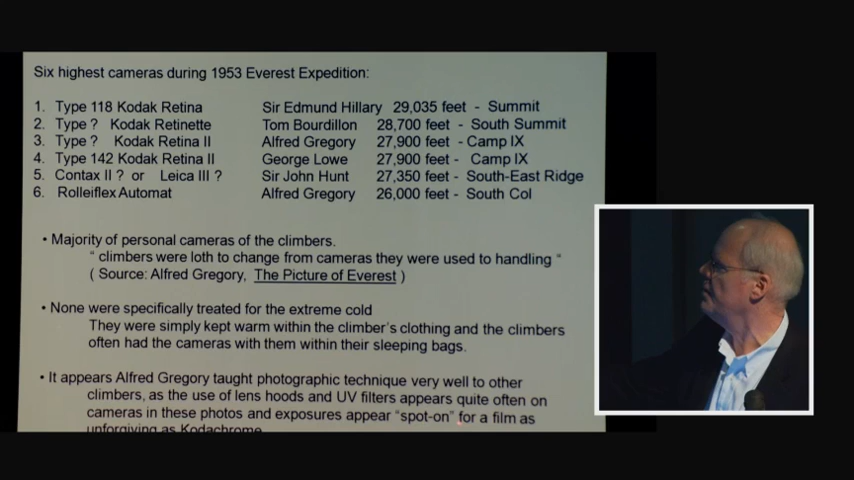 Six highest cameras during 1953 Everest Expedition:
1. Type 118 Kodak Retina Sir Edmund Hillary 29,035 feet - Summit
2. Type ? Kodak Retinette Tom Bourdillon 28,700 feet - South Summit
3. Type ? Kodak Retina II Alfred Gregory 27,900 feet - Camp IX
4. Type 142 Kodak Retina II George Lowe 27,900 feet - Camp IX
5. Contax II ? or Leica III ? Sir John Hunt 27,350 feet - South-East Ridge
6. Rolleiflex Automat Alfred Gregory 26,000 feet - South Col
• Majority of personal cameras of the climbers.
“ climbers were loth to change from cameras they were used to handling “
( Source: Alfred Gregory, The Picture of Everest )
• None were specifically treated for the extreme cold
They were simply kept warm within the climber's clothing and the climbers
often had the cameras with them within their sleeping bags.
• It appears Alfred Gregory taught photographic technique very well to other
climbers, as the use of lens hoods and UV filters appears quite often on
cameras in these photos and exposures appear “spot-on” for a film as
unforgiving as Kodachrome